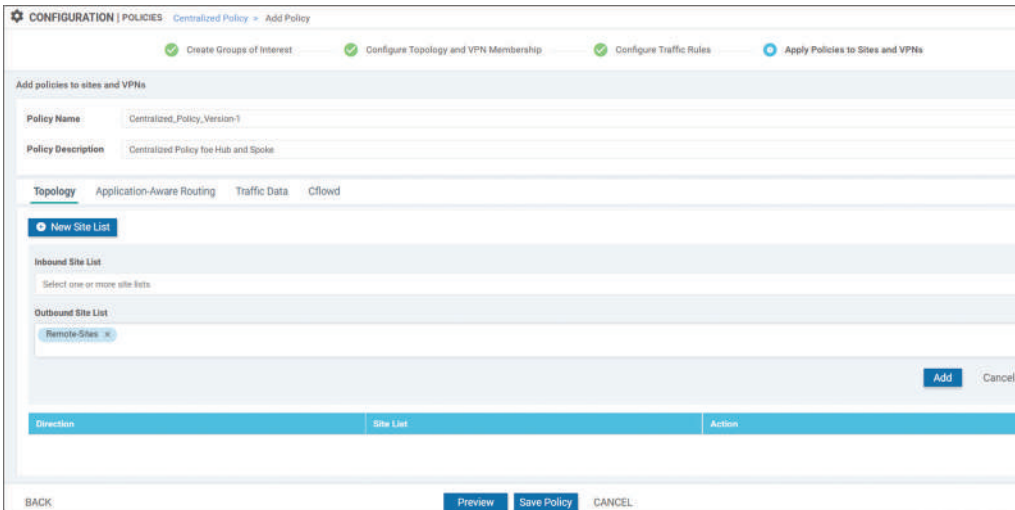 CONFIGURATION | POLICIES Centralized Policy > Add Policy
Create Groups of Interest Configure Topology and VPN Membership Configure Traffic Rules Apply Policies to Sites and VPNs
Add policies to sites and VPNs
Policy Name Centralized_Policy_Version-1
Policy Description Centralized Policy foe Hub and Spoke
Topology Application-Aware Routing Traffic Data Cflowd
New Site List
Inbound Site List
Select one or more site lists
Outbound Site List
Remote-Sites ×
Add Cancel
Direction Site List Action
BACK Preview Save Policy CANCEL